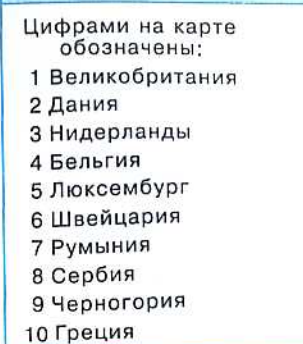 Цифрами на карте
обозначены:
1 Великобритания
2 Дания
3 Нидерланды
4 Бельгия
5 Люксембург
6 Швейцария
7 Румыния
8 Сербия
9 Черногория
10 Греция